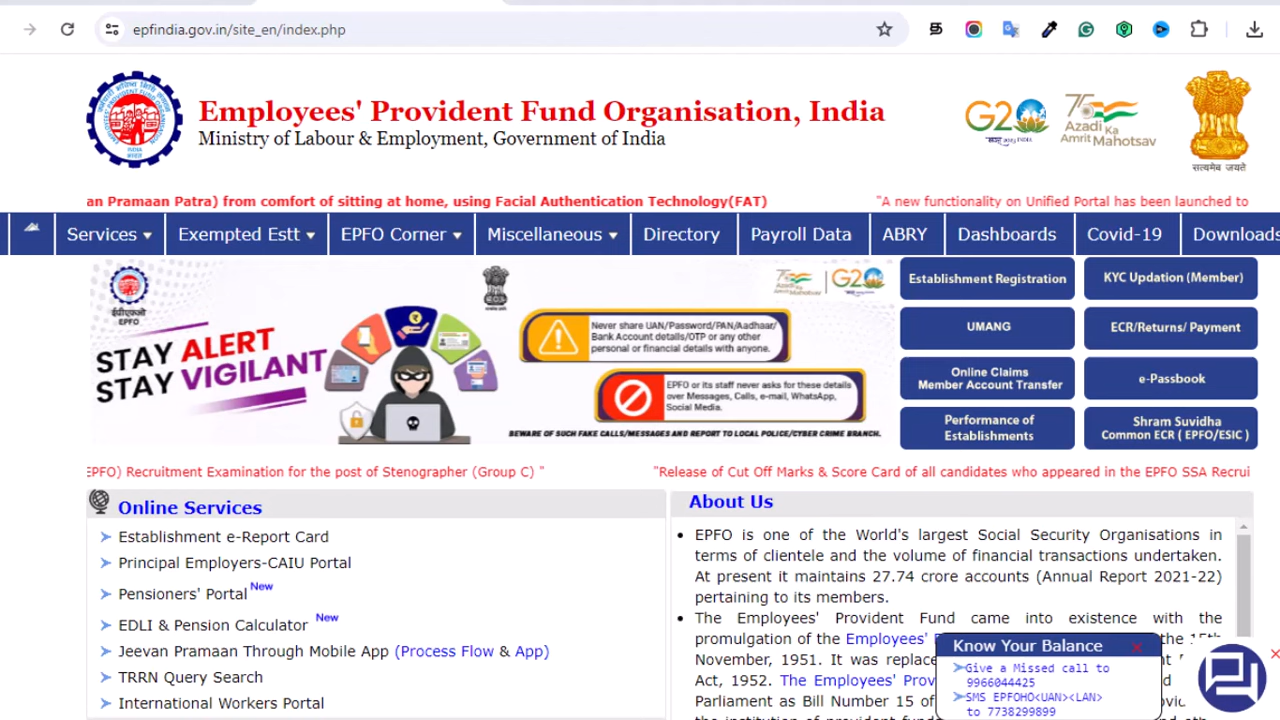 epfindia.gov.in/site_en/index.php
Employees' Provident Fund Organisation, India
Ministry of Labour & Employment, Government of India
G20
75
Azadi Ka
Amrit Mahotsav
सत्यमेव जयते
an Pramaan Patra) from comfort of sitting at home, using Facial Authentication Technology(FAT)
"A new functionality on Unified Portal has been launched to
Services
Exempted Estt
EPFO Corner
Miscellaneous
Directory
Payroll Data
ABRY
Dashboards
Covid-19
Downloads
ईपीएफओ
EPFO
STAY ALERT
STAY VIGILANT
G20
Never share UAN/Password/PAN/Aadhaar/
Bank Account details/OTP or any other
personal or financial details with anyone.
EPFO or its staff never asks for these details
over Messages, Calls, e-mail, WhatsApp,
Social Media.
BEWARE OF SUCH FAKE CALLS/MESSAGES AND REPORT TO LOCAL POLICE/CYBER CRIME BRANCH.
Establishment Registration
KYC Updation (Member)
UMANG
ECR/Returns/ Payment
Online Claims
Member Account Transfer
e-Passbook
Performance of
Establishments
Shram Suvidha
Common ECR ( EPFO/ESIC )
EPFO) Recruitment Examination for the post of Stenographer (Group C) "
"Release of Cut Off Marks & Score Card of all candidates who appeared in the EPFO SSA Recrui
Online Services
Establishment e-Report Card
Principal Employers-CAIU Portal
Pensioners' Portal New
EDLI & Pension Calculator New
Jeevan Pramaan Through Mobile App (Process Flow & App)
TRRN Query Search
International Workers Portal
About Us
EPFO is one of the World's largest Social Security Organisations in
terms of clientele and the volume of financial transactions undertaken.
At present it maintains 27.74 crore accounts (Annual Report 2021-22)
pertaining to its members.
The Employees' Provident Fund came into existence with the
promulgation of the Employees'
November, 1951. It was replace
Act, 1952. The Employees' Prov
Parliament as Bill Number 15 of
Know Your Balance
Give a Missed call to
9966044425
SMS EPFOHO<UAN><LAN>
to 7738299899